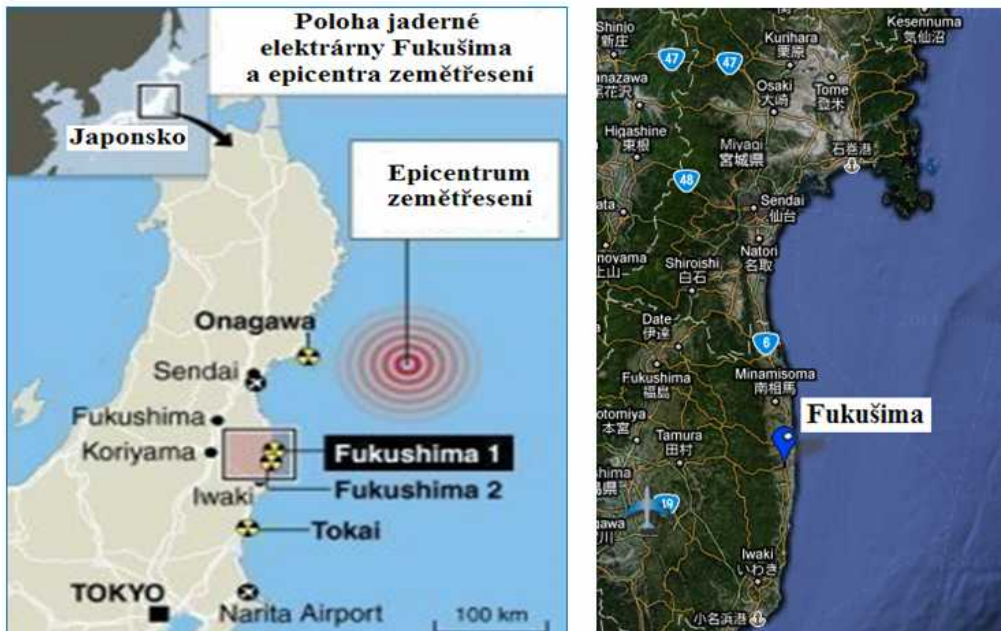 Poloha jaderné
elektrárny Fukušima
a epicentra zemětřesení
Japonsko
Epicentrum
zemětřesení
Onagawa
Sendai
Fukushima
Koriyama
Fukushima 1
Fukushima 2
Iwaki
Tokai
TOKYO
Narita Airport
100 km
Shinjo
新庄
Kurihara
栗原
Kesennuma
気仙沼
47
47
Osaki
大崎
Tome
登米
Higashine
東根
Miyagi
宮城県
石巻港
48
Sendai
仙台
Natori
名取
Shiroishi
白石
Date
伊達
6
Fukushima
福島
Minamisoma
南相馬
Fukušima
本宮
Tamura
田村
Iwaki
いわき
小名浜港